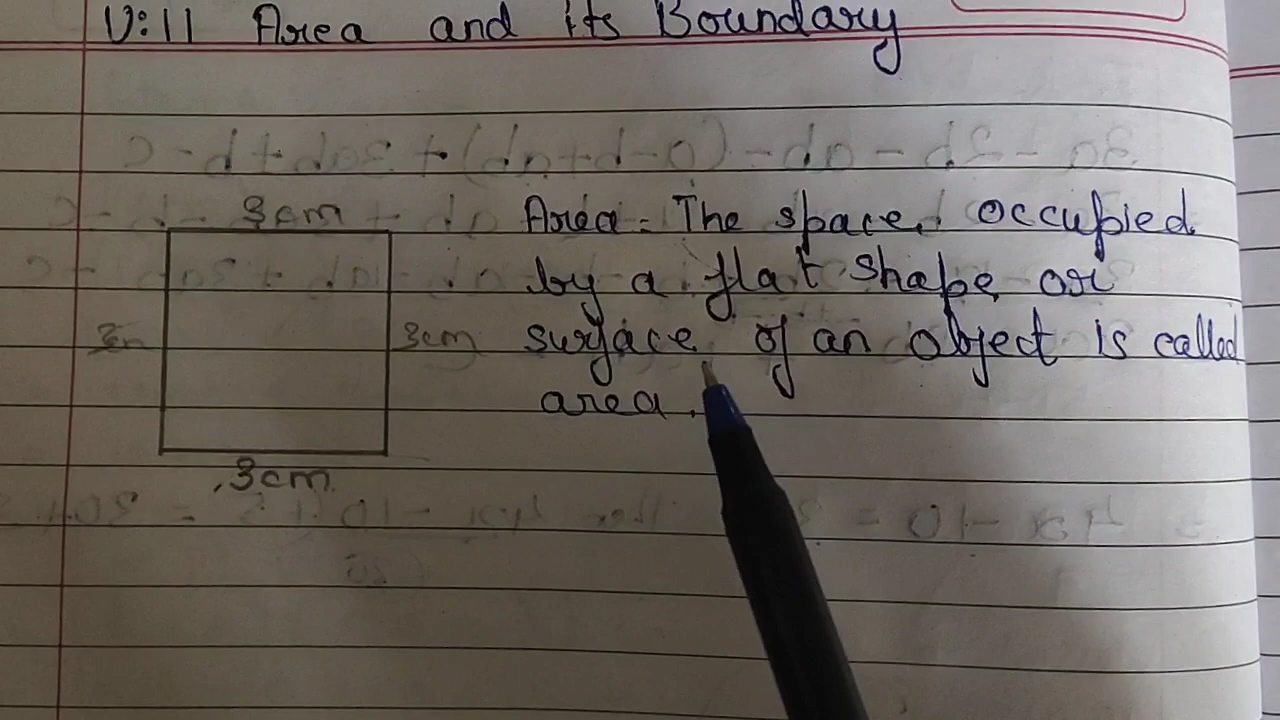 U:11 Area and its Boundary
3cm
Area - The space occupied
by a flat shape or
3cm surface of an object is called
area.
3cm